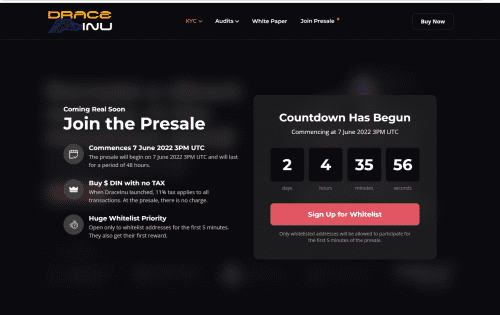 DRACE
INU
KYC
Audits
White Paper
Join Presale
Buy Now
Coming Real Soon
Join the Presale
Commences 7 June 2022 3PM UTC
The presale will begin on 7 June 2022 3PM UTC and will last
for a period of 48 hours.
Buy $ DIN with no TAX
When DraceInu launched, 11% tax applies to all
transactions. At the presale, there is no charge.
Huge Whitelist Priority
Open only to whitelist addresses for the first 5 minutes.
They also get their first reward.
Countdown Has Begun
Commencing at 7 June 2022 3PM UTC
2 4 35 56
days hours minutes seconds
Sign Up for Whitelist
Only whitelisted addresses will be allowed to participate for
the first 5 minutes of the presale.